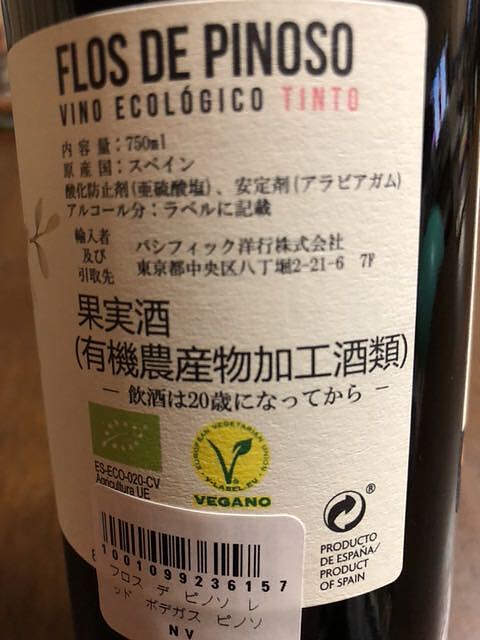 FLOS DE PINOSO
VINO ECOLÓGICO TINTO
内容量：750ml
原産国：スペイン
酸化防止剤(亜硫酸塩)、安定剤(アラビアガム)
アルコール分：ラベルに記載
輸入者
及び
引取先
パシフィック洋行株式会社
東京都中央区八丁堀2-21-6 7F
果実酒
(有機農産物加工酒類)
― 飲酒は20歳になってから ―
ES-ECO-020-CV
Agricultura UE
EUROPEAN VEGETARIAN UNION
V-LABEL.EU
VEGANO
®
PRODUCTO
DE ESPAÑA/
PRODUCT
OF SPAIN
1001099236157
フロス デ ピノソ レ
ッド ボデガス ピノソ
NV